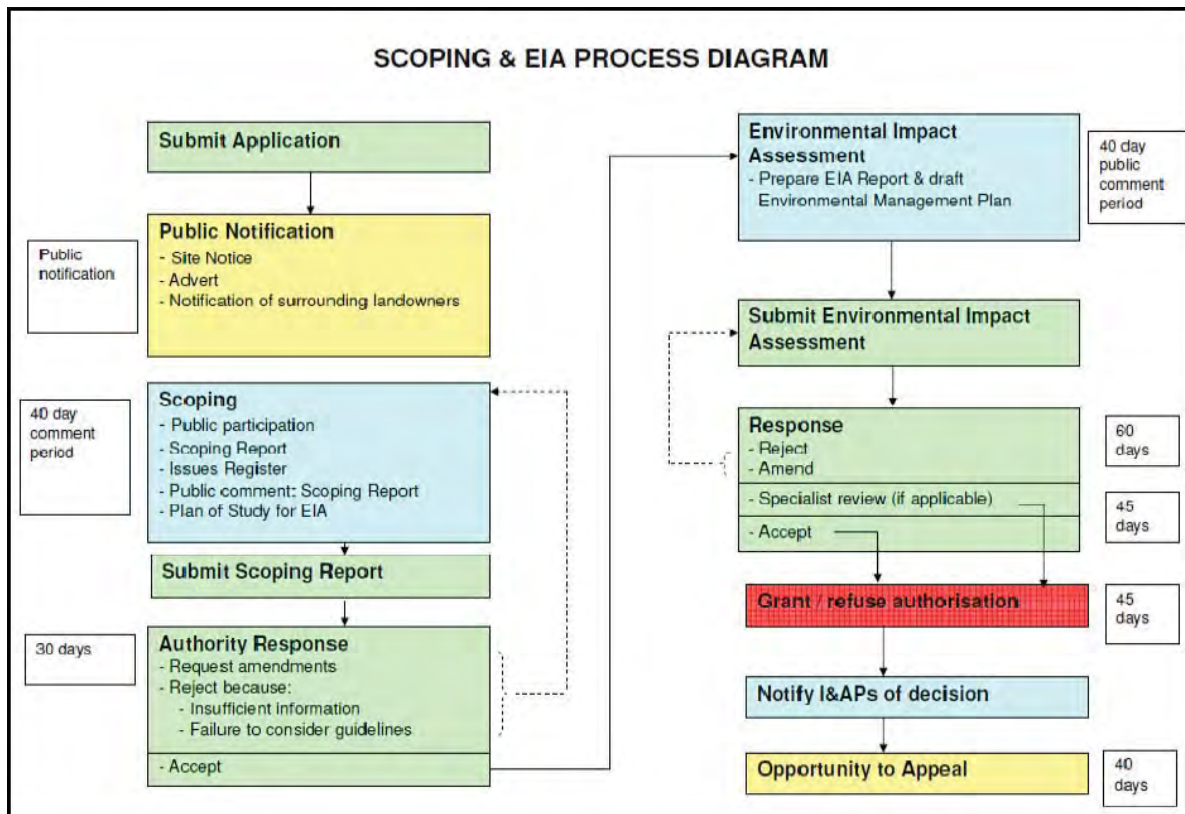 SCOPING & EIA PROCESS DIAGRAM
Submit Application
Public Notification
- Site Notice
- Advert
- Notification of surrounding landowners
Public
notification
Scoping
- Public participation
- Scoping Report
- Issues Register
- Public comment: Scoping Report
- Plan of Study for EIA
40 day
comment
period
Submit Scoping Report
Authority Response
- Request amendments
- Reject because:
- Insufficient information
- Failure to consider guidelines
- Accept
30 days
Environmental Impact
Assessment
- Prepare EIA Report & draft
Environmental Management Plan
40 day
public
comment
period
Submit Environmental Impact
Assessment
Response
- Reject
- Amend
- Specialist review (if applicable)
- Accept
60
days
45
days
Grant / refuse authorisation
45
days
Notify I&APs of decision
Opportunity to Appeal
40
days